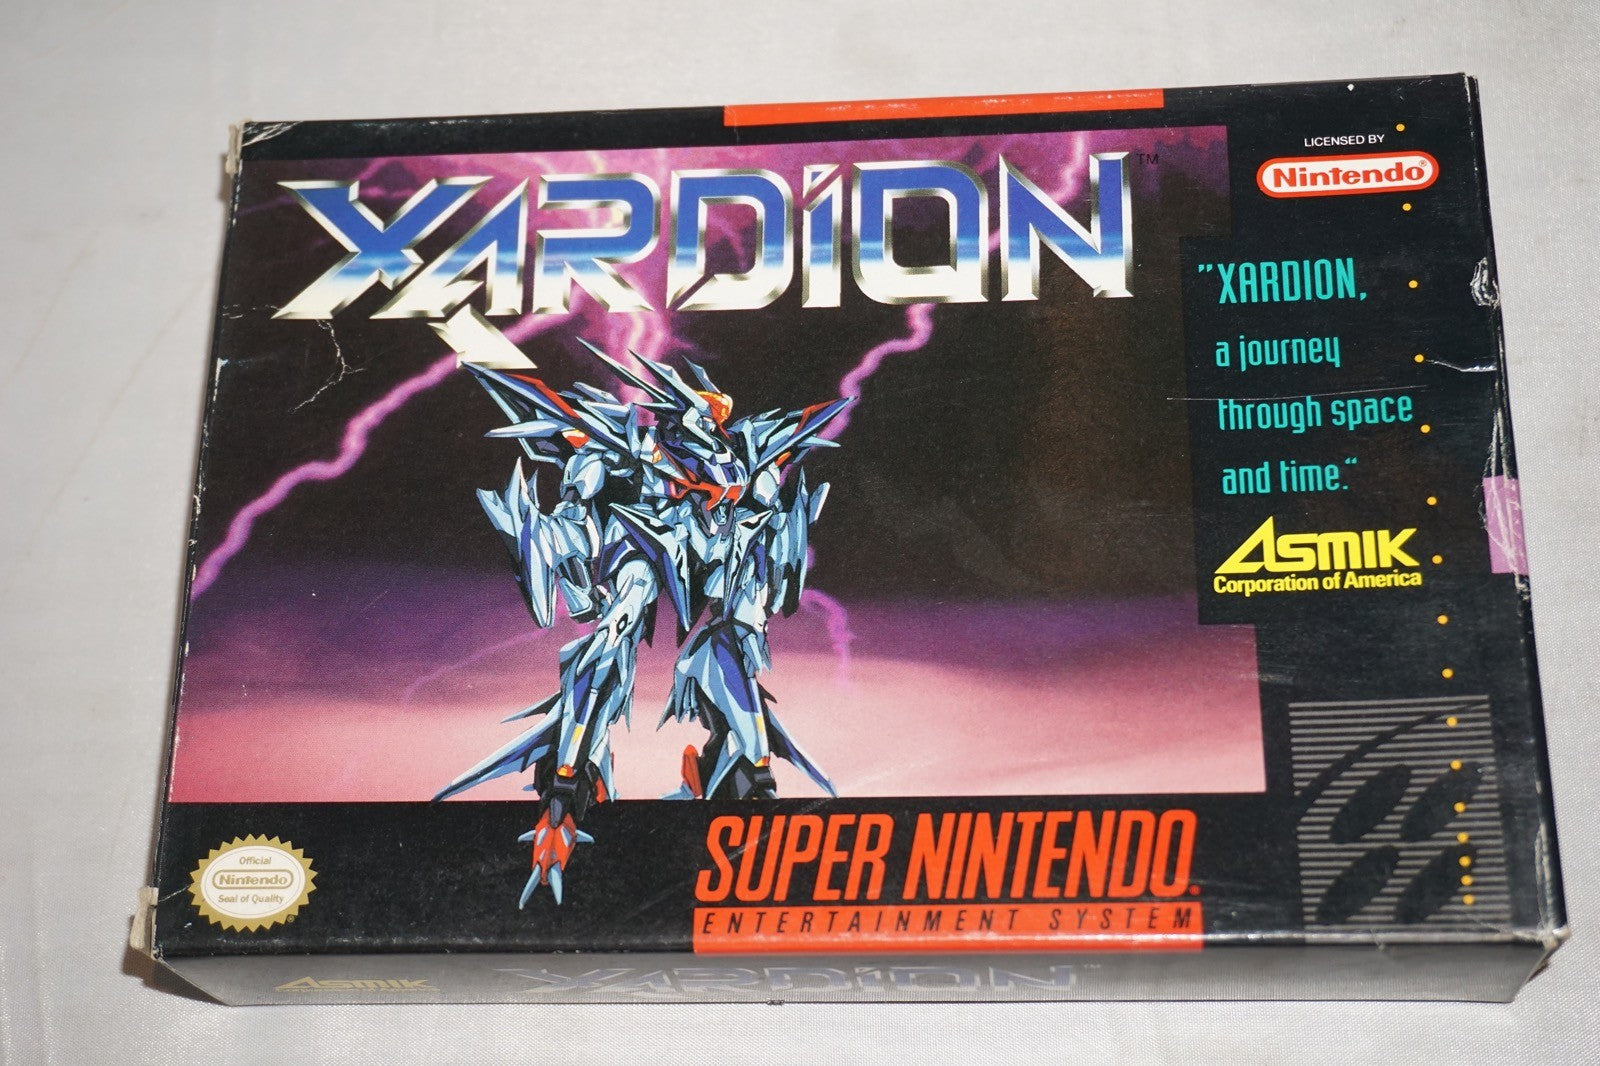 XARDION ™
LICENSED BY
Nintendo®
"XARDION,
a journey
through space
and time."
ASMIK
Corporation of America
Official
Nintendo
Seal of Quality
SUPER NINTENDO®
ENTERTAINMENT SYSTEM
ASMIK
XARDION™